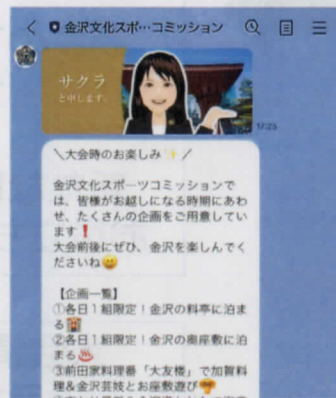 金沢文化スポ…コミッション
サクラ
と申します。
17:25
＼大会時のお楽しみ✨／
金沢文化スポーツコミッションで
は、皆様がお越しになる時期にあわ
せ、たくさんの企画をご用意してい
ます❗
大会前後にぜひ、金沢を楽しんでく
ださいね😄
【企画一覧】
①各日1組限定！金沢の料亭に泊ま
る🏨
②各日1組限定！金沢の奥座敷に泊
まる♨️
③前田家料理番「大友楼」で加賀料
理&金沢芸妓とお座敷遊び🪭